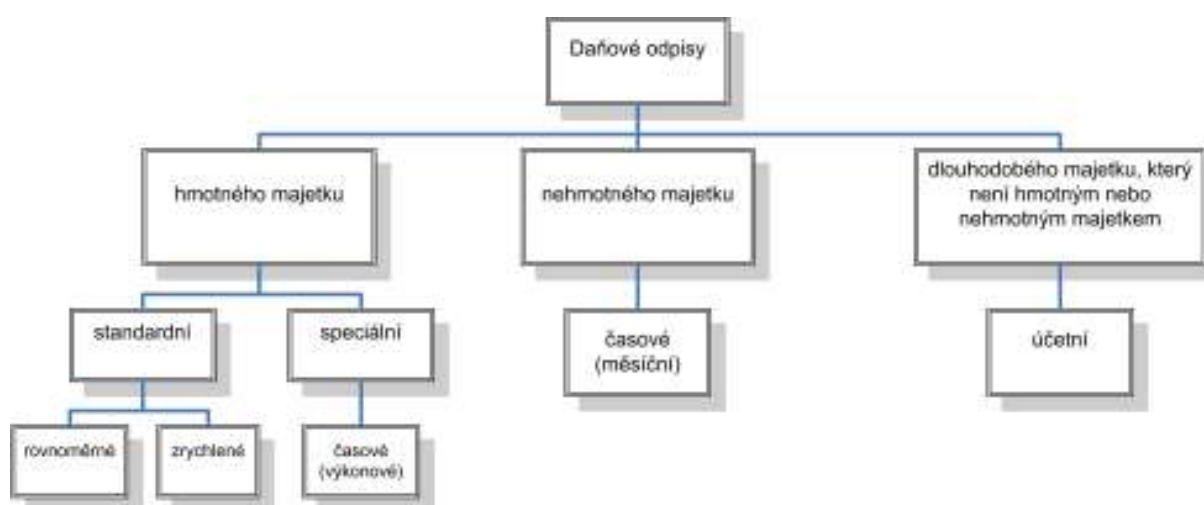 Daňové odpisy
hmotného majetku
nehmotného majetku
dlouhodobého majetku, který
není hmotným nebo
nehmotným majetkem
standardní
speciální
časové
(měsíční)
účetní
rovnoměrné
zrychlené
časové
(výkonové)